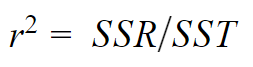 r² = SSR/SST